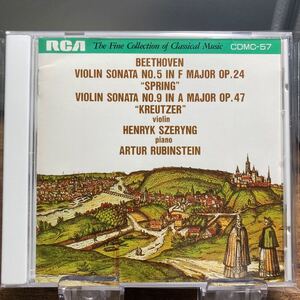 RCA The Fine Collection of Classical Music CDMC-57
BEETHOVEN
VIOLIN SONATA NO.5 IN F MAJOR OP.24
"SPRING"
VIOLIN SONATA NO.9 IN A MAJOR OP.47
"KREUTZER"
violin
HENRYK SZERYNG
piano
ARTUR RUBINSTEIN